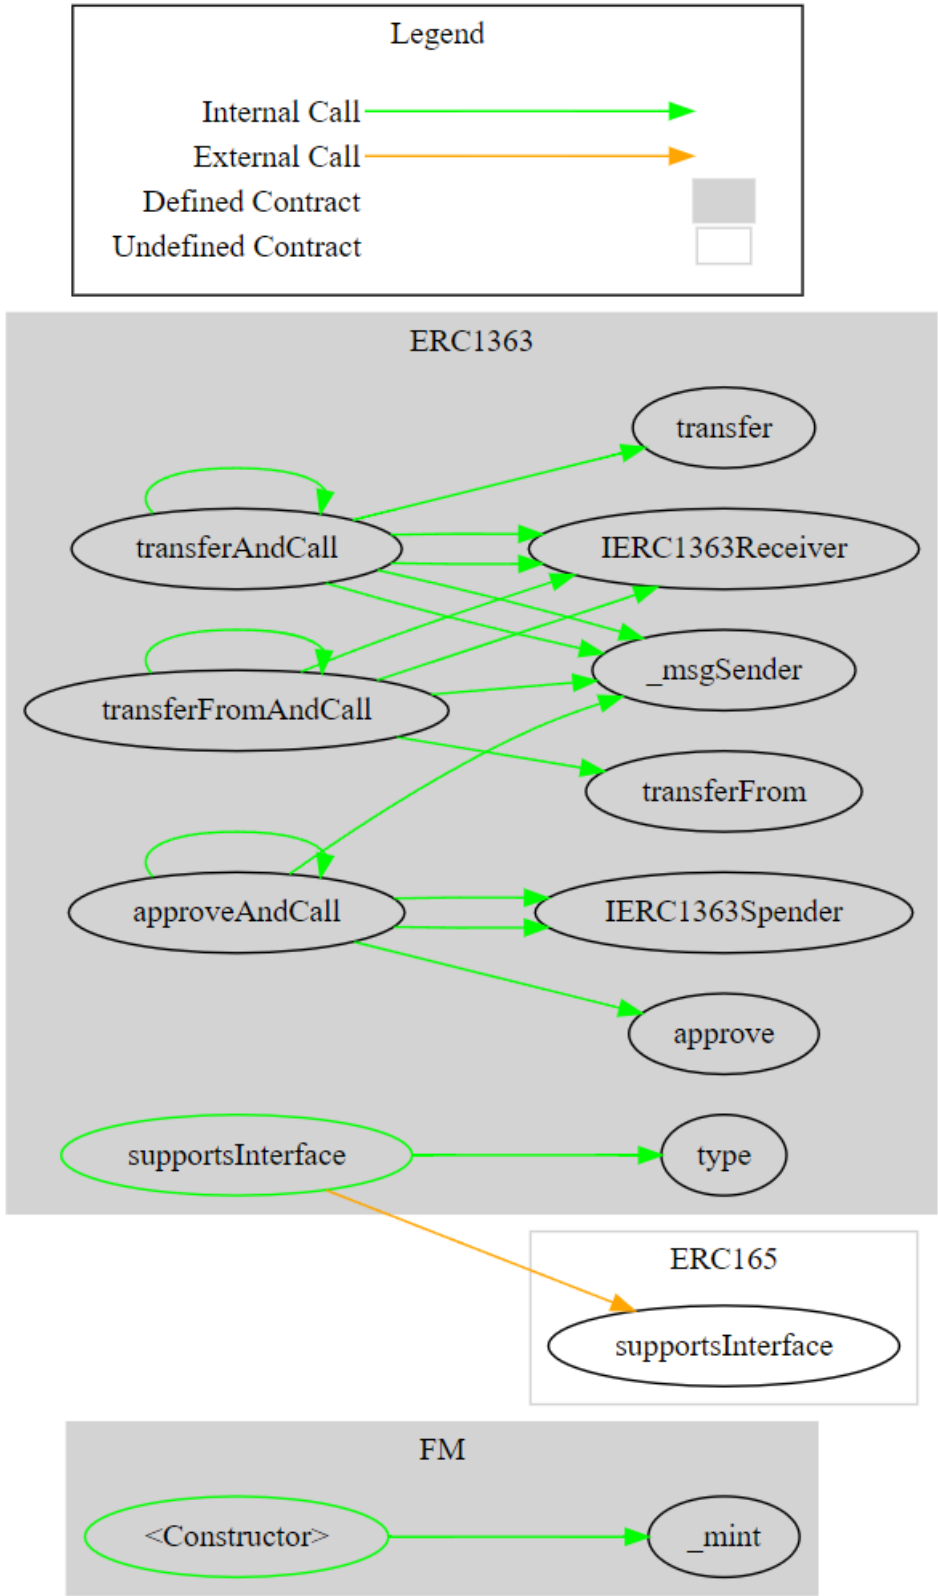 Legend
Internal Call
External Call
Defined Contract
Undefined Contract
ERC1363
transfer
transferAndCall
IERC1363Receiver
_msgSender
transferFromAndCall
transferFrom
approveAndCall
IERC1363Spender
approve
supportsInterface
type
ERC165
supportsInterface
FM
<Constructor>
_mint